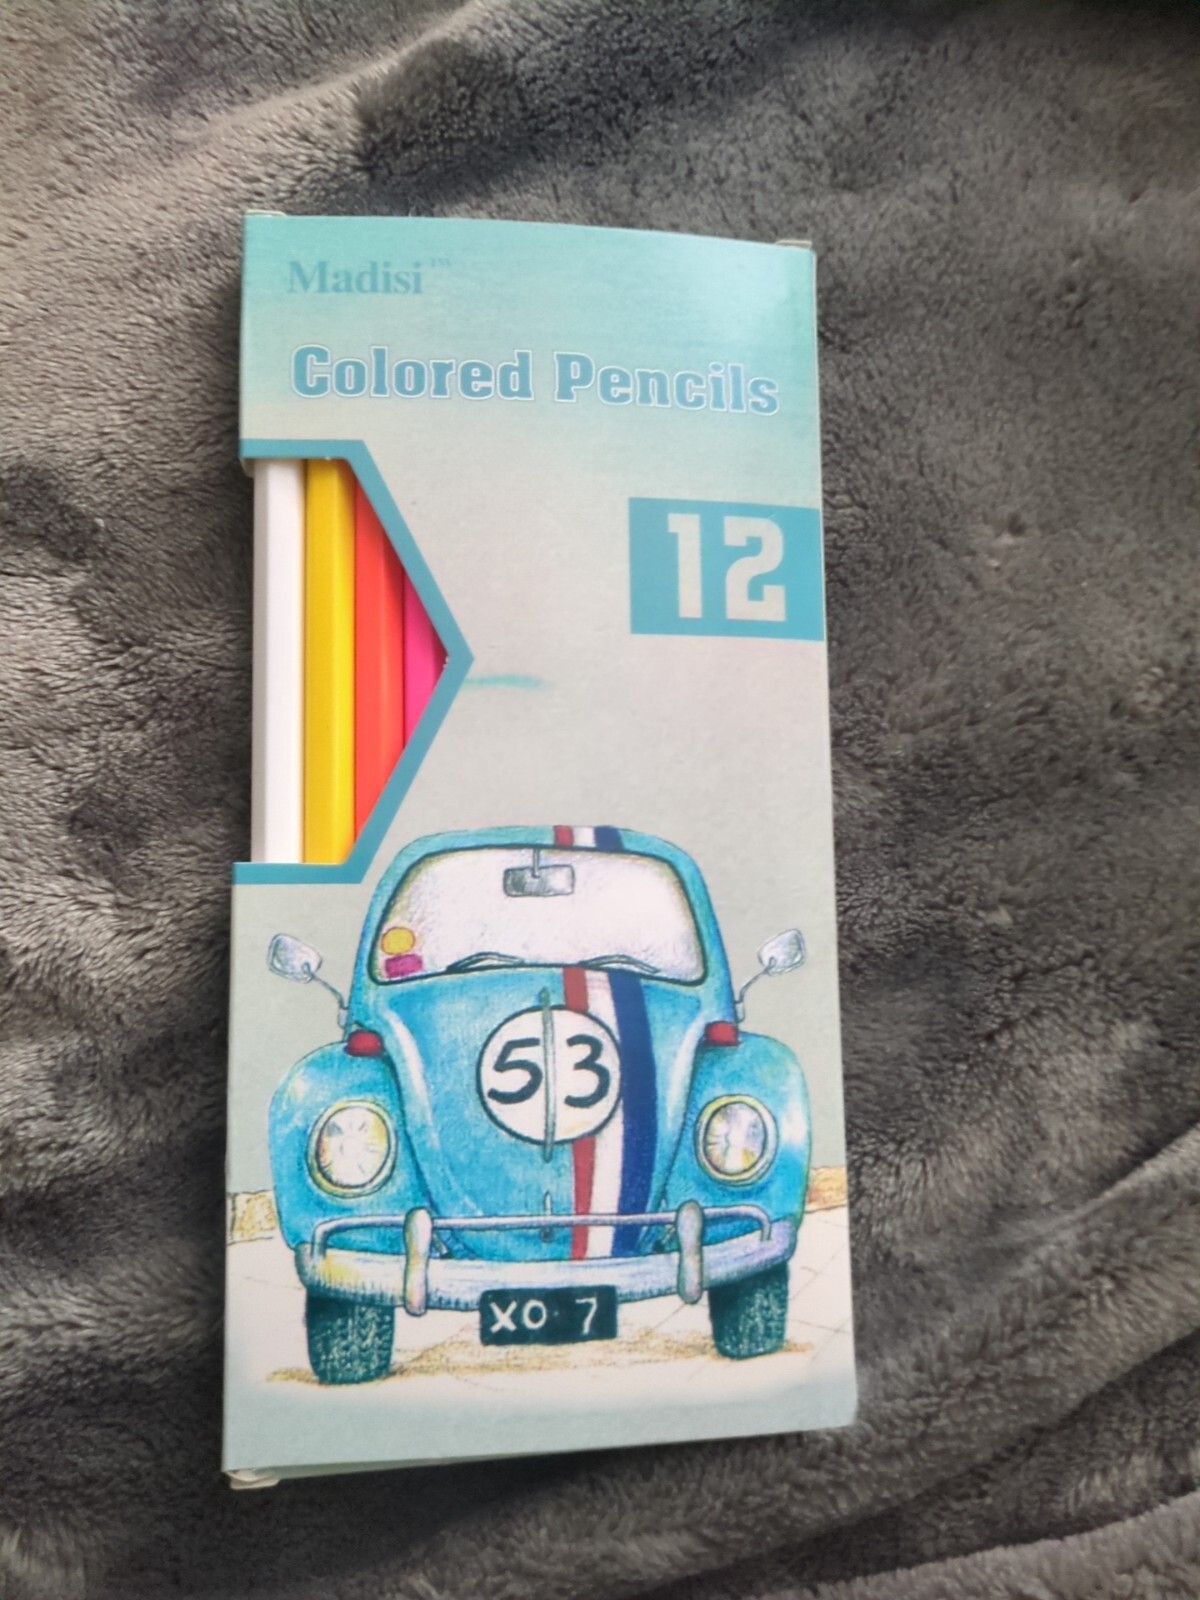 Madisi™
Colored Pencils
12
53
XO 7